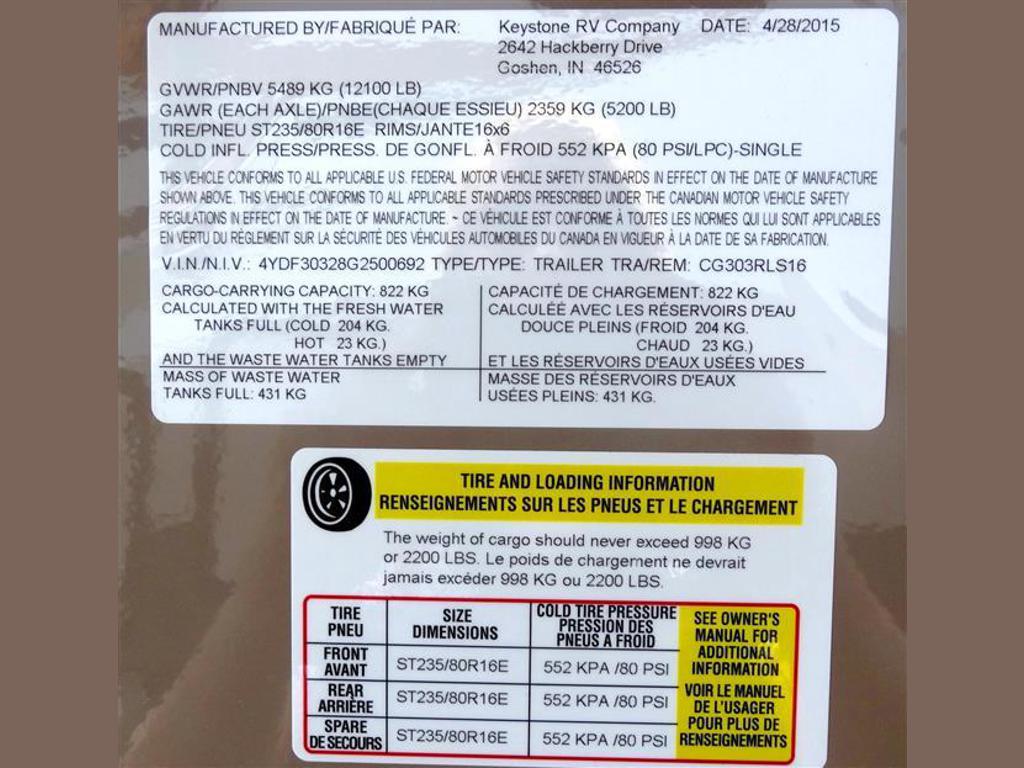 MANUFACTURED BY/FABRIQUÉ PAR: Keystone RV Company DATE: 4/28/2015
2642 Hackberry Drive
Goshen, IN 46526
GVWR/PNBV 5489 KG (12100 LB)
GAWR (EACH AXLE)/PNBE(CHAQUE ESSIEU) 2359 KG (5200 LB)
TIRE/PNEU ST235/80R16E RIMS/JANTE16x6
COLD INFL. PRESS/PRESS. DE GONFL. À FROID 552 KPA (80 PSI/LPC)-SINGLE
THIS VEHICLE CONFORMS TO ALL APPLICABLE U.S. FEDERAL MOTOR VEHICLE SAFETY STANDARDS IN EFFECT ON THE DATE OF MANUFACTURE
SHOWN ABOVE. THIS VEHICLE CONFORMS TO ALL APPLICABLE STANDARDS PRESCRIBED UNDER THE CANADIAN MOTOR VEHICLE SAFETY
REGULATIONS IN EFFECT ON THE DATE OF MANUFACTURE. ~ CE VÉHICULE EST CONFORME À TOUTES LES NORMES QUI LUI SONT APPLICABLES
EN VERTU DU RÈGLEMENT SUR LA SÉCURITÉ DES VÉHICULES AUTOMOBILES DU CANADA EN VIGUEUR À LA DATE DE SA FABRICATION.
V.I.N./N.I.V.: 4YDF30328G2500692 TYPE/TYPE: TRAILER TRA/REM: CG303RLS16
CARGO-CARRYING CAPACITY: 822 KG
CALCULATED WITH THE FRESH WATER
TANKS FULL (COLD 204 KG.
HOT 23 KG.)
AND THE WASTE WATER TANKS EMPTY
MASS OF WASTE WATER
TANKS FULL: 431 KG
CAPACITÉ DE CHARGEMENT: 822 KG
CALCULÉE AVEC LES RÉSERVOIRS D'EAU
DOUCE PLEINS (FROID 204 KG.
CHAUD 23 KG.)
ET LES RÉSERVOIRS D'EAUX USÉES VIDES
MASSE DES RÉSERVOIRS D'EAUX
USÉES PLEINS: 431 KG.
TIRE AND LOADING INFORMATION
RENSEIGNEMENTS SUR LES PNEUS ET LE CHARGEMENT
The weight of cargo should never exceed 998 KG
or 2200 LBS. Le poids de chargement ne devrait
jamais excéder 998 KG ou 2200 LBS.
TIRE
PNEU
SIZE
DIMENSIONS
COLD TIRE PRESSURE
PRESSION DES
PNEUS A FROID
FRONT
AVANT
ST235/80R16E
552 KPA /80 PSI
REAR
ARRIÈRE
ST235/80R16E
552 KPA /80 PSI
SPARE
DE SECOURS
ST235/80R16E
552 KPA /80 PSI
SEE OWNER'S
MANUAL FOR
ADDITIONAL
INFORMATION
VOIR LE MANUEL
DE L'USAGER
POUR PLUS DE
RENSEIGNEMENTS